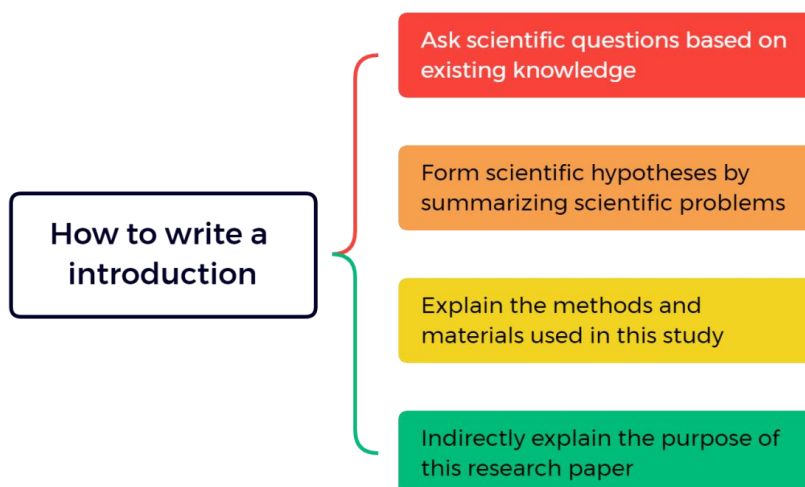 How to write a
introduction
Ask scientific questions based on
existing knowledge
Form scientific hypotheses by
summarizing scientific problems
Explain the methods and
materials used in this study
Indirectly explain the purpose of
this research paper